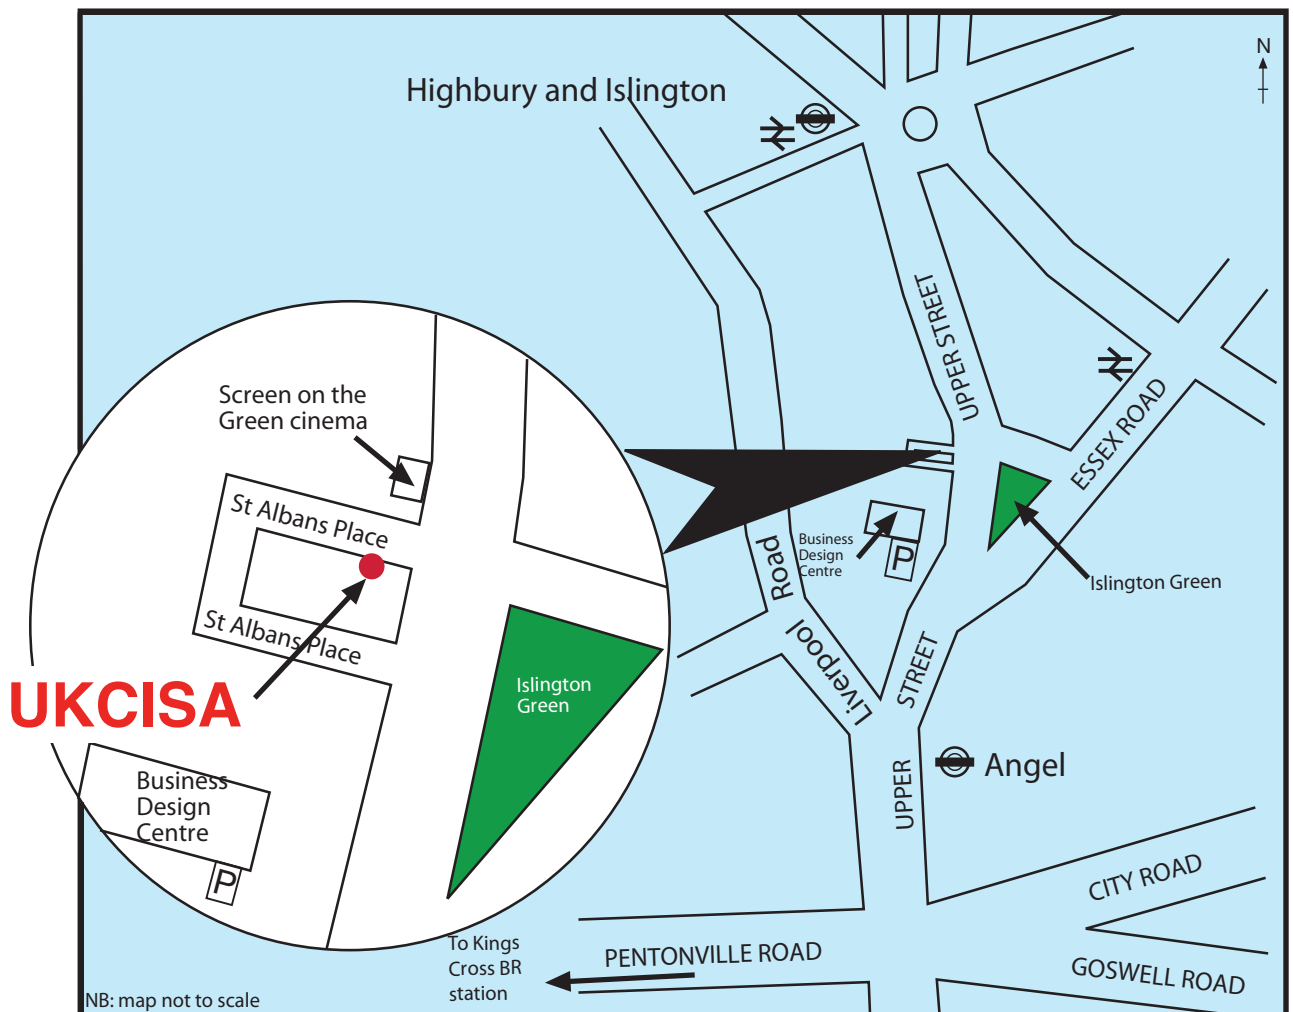 N
Highbury and Islington
UPPER STREET
Screen on the
Green cinema
ESSEX ROAD
St Albans Place
Business
Design
Centre
P
Islington Green
Road
Liverpool
St Albans Place
STREET
UKCISA
Islington
Green
Angel
UPPER
Business
Design
Centre
P
CITY ROAD
To Kings
Cross BR
station
PENTONVILLE ROAD
GOSWELL ROAD
NB: map not to scale